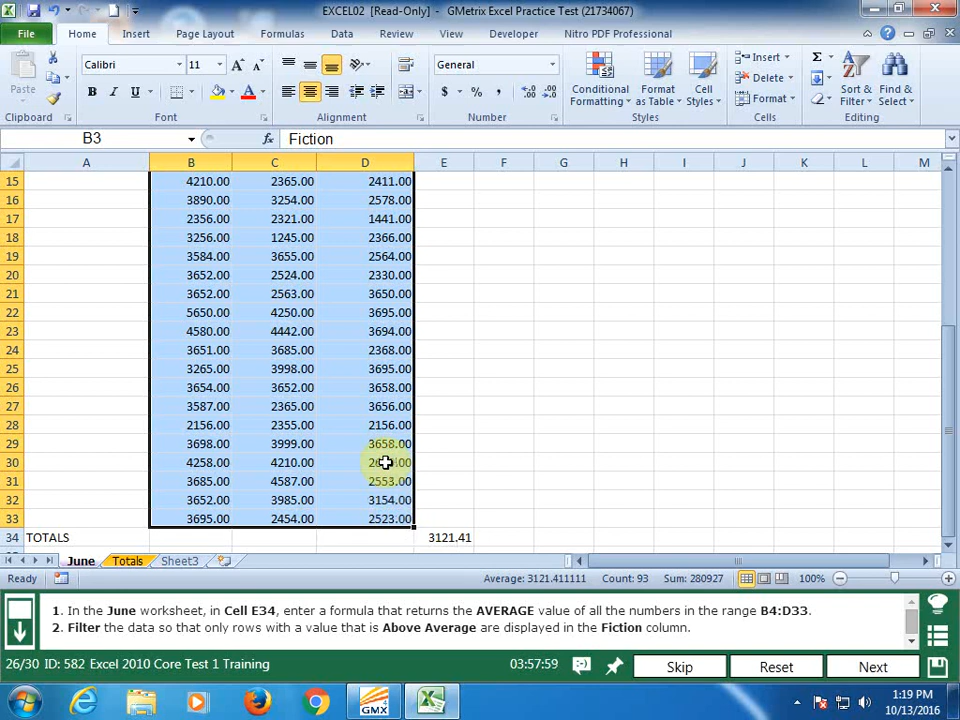 EXCEL02 [Read-Only] - GMetrix Excel Practice Test (21734067)
File Home Insert Page Layout Formulas Data Review View Developer Nitro PDF Professional
Paste Calibri 11 General Conditional Formatting Format as Table Cell Styles Insert Delete Format Sort & Filter Find & Select
Clipboard Font Alignment Number Styles Cells Editing
B3 fx Fiction
A B C D E F G H I J K L M
15 4210.00 2365.00 2411.00
16 3890.00 3254.00 2578.00
17 2356.00 2321.00 1441.00
18 3256.00 1245.00 2366.00
19 3584.00 3655.00 2564.00
20 3652.00 2524.00 2330.00
21 3652.00 2563.00 3650.00
22 5650.00 4250.00 3695.00
23 4580.00 4442.00 3694.00
24 3651.00 3685.00 2368.00
25 3265.00 3998.00 3695.00
26 3654.00 3652.00 3658.00
27 3587.00 2365.00 3656.00
28 2156.00 2355.00 2156.00
29 3698.00 3999.00 3658.00
30 4258.00 4210.00
31 3685.00 4587.00 2553.00
32 3652.00 3985.00 3154.00
33 3695.00 2454.00 2523.00
34 TOTALS 3121.41
June Totals Sheet3
Ready Average: 3121.411111 Count: 93 Sum: 280927 100%
1. In the June worksheet, in Cell E34, enter a formula that returns the AVERAGE value of all the numbers in the range B4:D33.
2. Filter the data so that only rows with a value that is Above Average are displayed in the Fiction column.
26/30 ID: 582 Excel 2010 Core Test 1 Training 03:57:59 Skip Reset Next
GMX 1:19 PM
10/13/2016